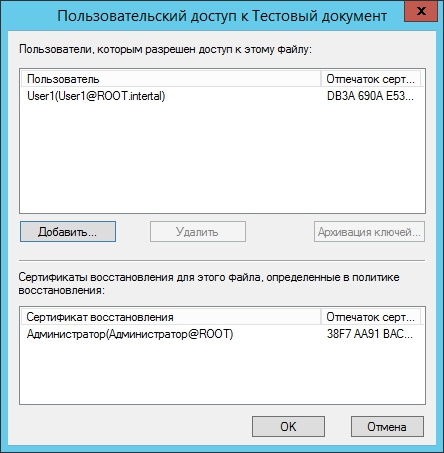 Пользовательский доступ к Тестовый документ
x
Пользователи, которым разрешен доступ к этому файлу:
Пользователь Отпечаток серт...
User1(User1@ROOT.intertal) DB3A 690A E53...
Добавить... Удалить Архивация ключей...
Сертификаты восстановления для этого файла, определенные в политике
восстановления:
Сертификат восстановления Отпечаток серт...
Администратор(Администратор@ROOT) 38F7 AA91 BAC...
OK Отмена